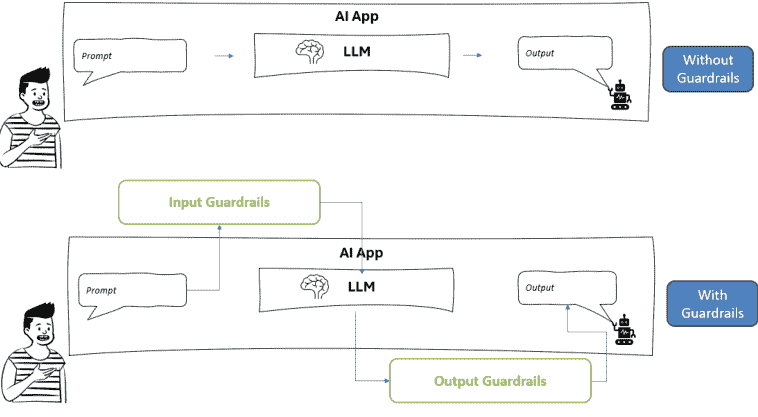 AI App
Prompt
LLM
Output
Without
Guardrails
Input Guardrails
AI App
Prompt
LLM
Output
With
Guardrails
Output Guardrails